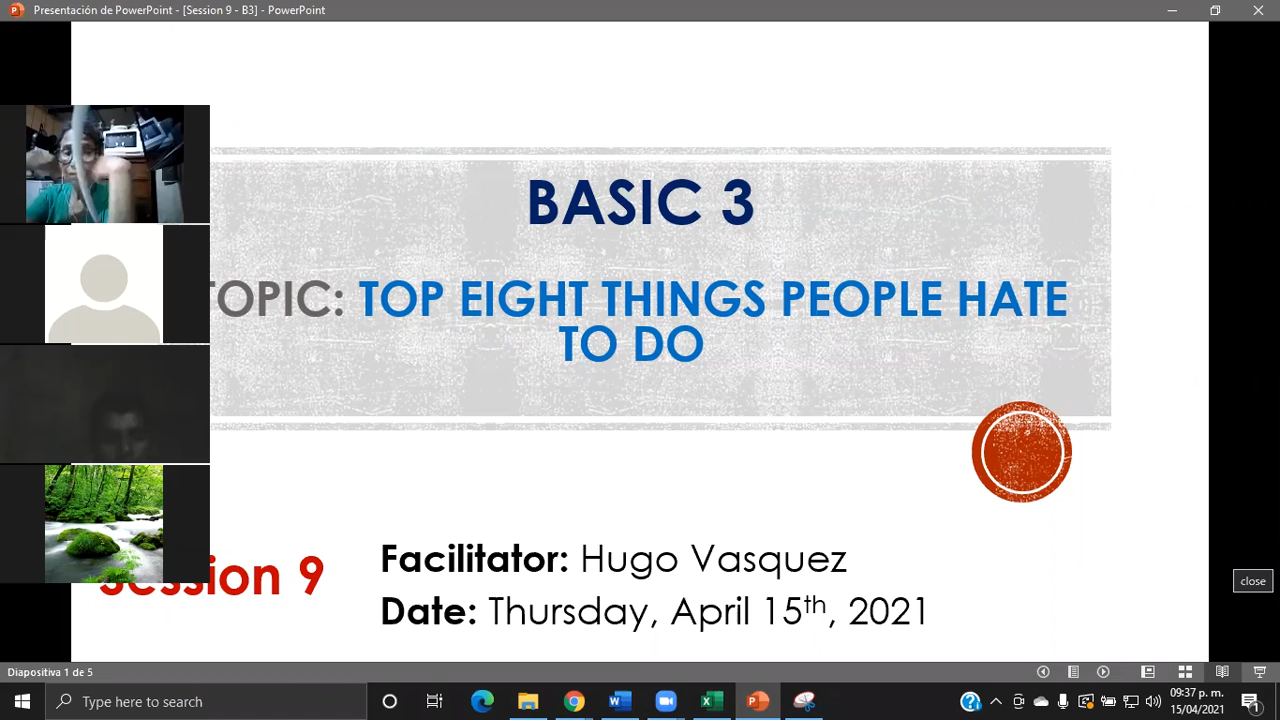 Presentación de PowerPoint - [Session 9 - B3] - PowerPoint
BASIC 3
TOPIC: TOP EIGHT THINGS PEOPLE HATE
TO DO
Session 9
Facilitator: Hugo Vasquez
Date: Thursday, April 15th, 2021
close
Diapositiva 1 de 5
Type here to search
09:37 p. m.
15/04/2021
1